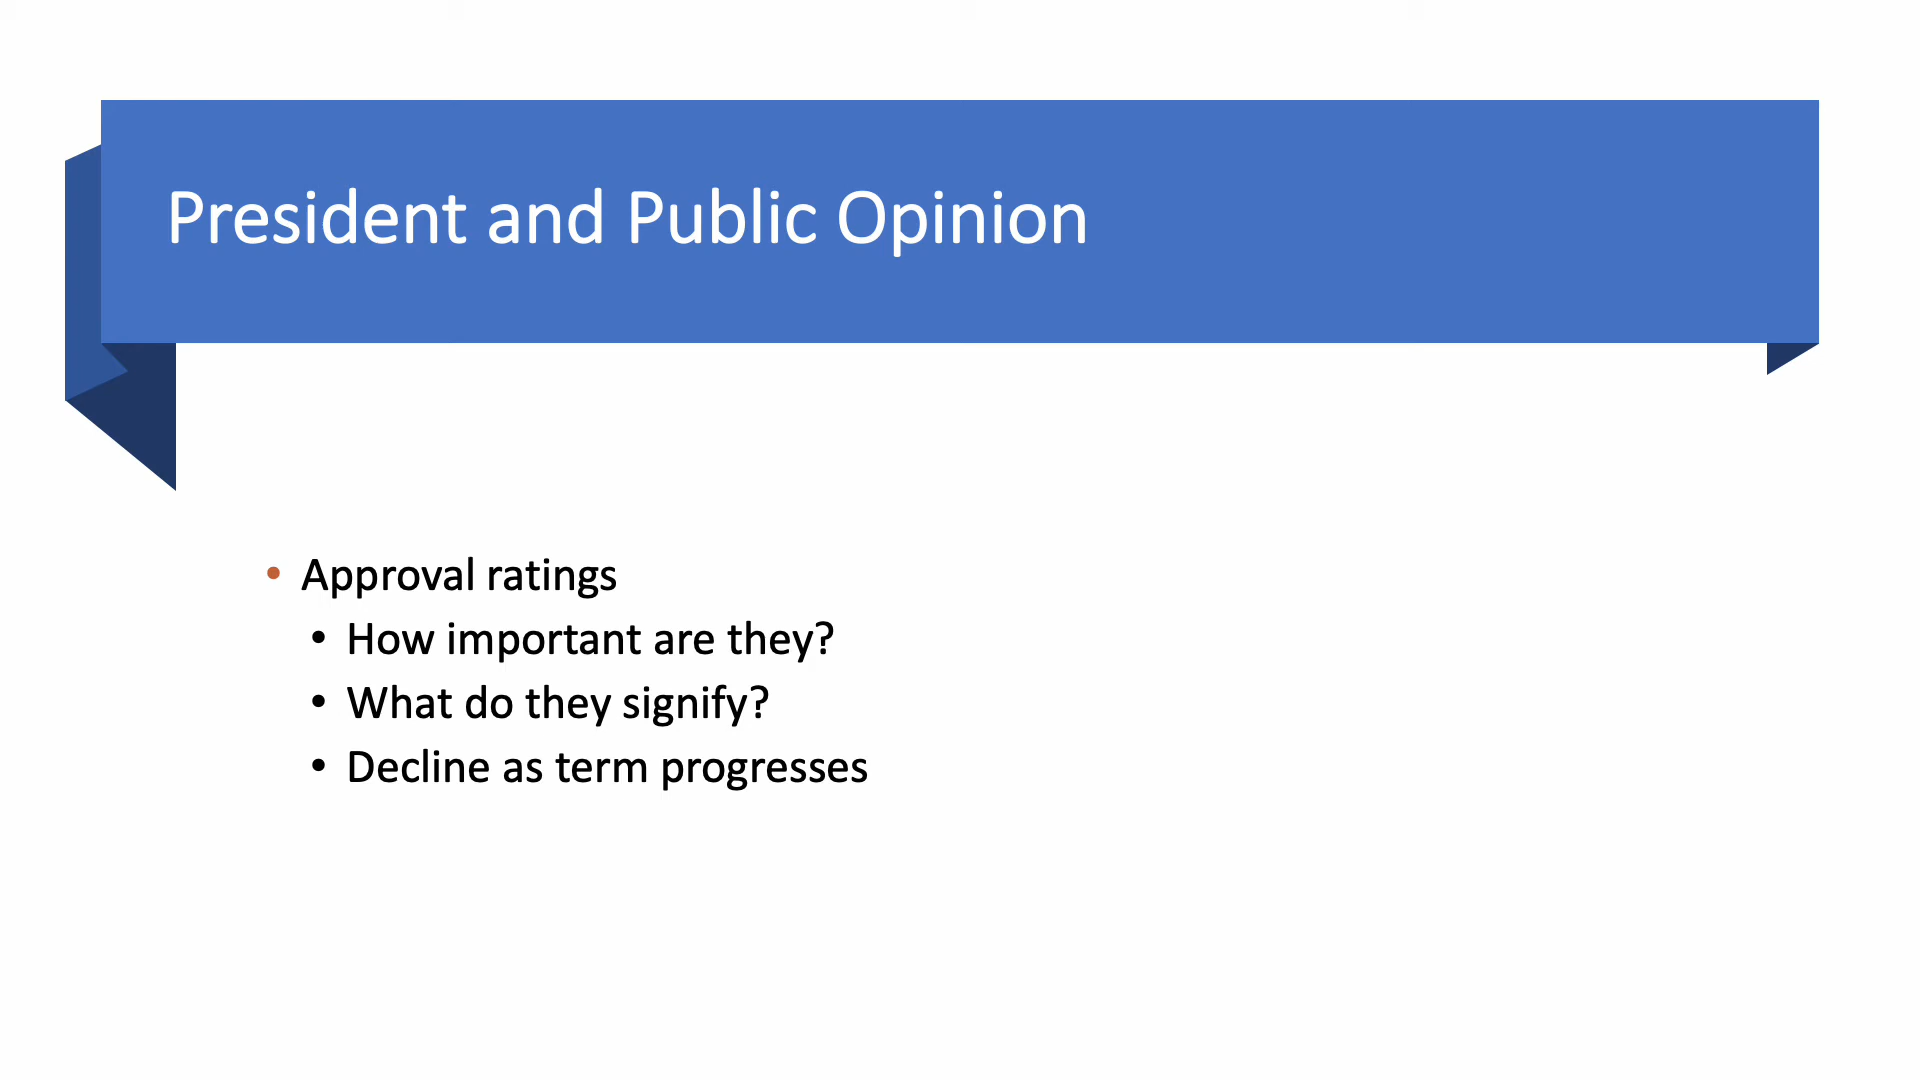 President and Public Opinion
• Approval ratings
• How important are they?
• What do they signify?
• Decline as term progresses